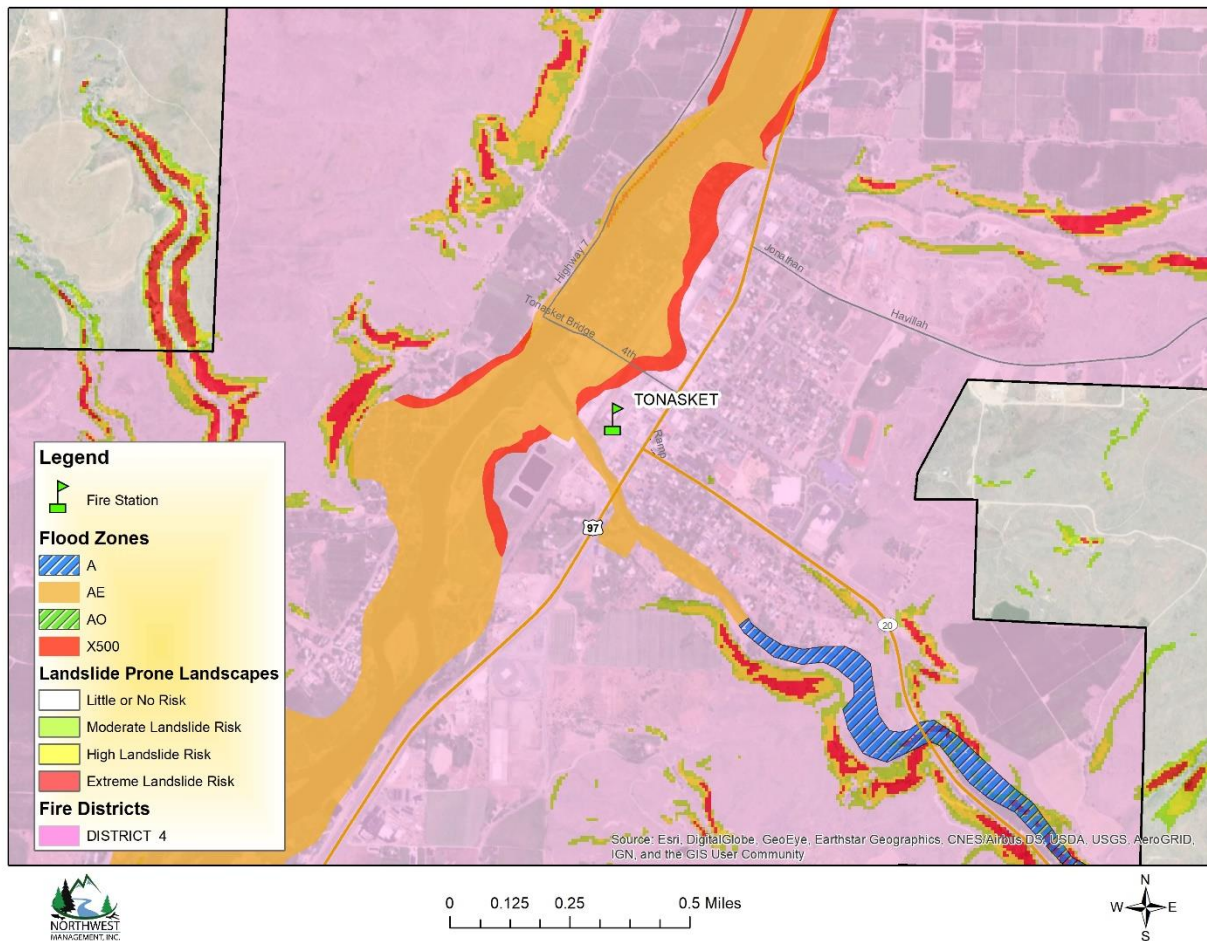 Highway 7
Tonasket Bridge
4th
TONASKET
Jonathan
Havillah
Ramp
97
20
Legend
Fire Station
Flood Zones
A
AE
AO
X500
Landslide Prone Landscapes
Little or No Risk
Moderate Landslide Risk
High Landslide Risk
Extreme Landslide Risk
Fire Districts
DISTRICT 4
Source: Esri, DigitalGlobe, GeoEye, Earthstar Geographics, CNES/Airbus DS, USDA, USGS, AeroGRID,
IGN, and the GIS User Community
NORTHWEST
MANAGEMENT, INC.
0 0.125 0.25 0.5 Miles
N
W E
S